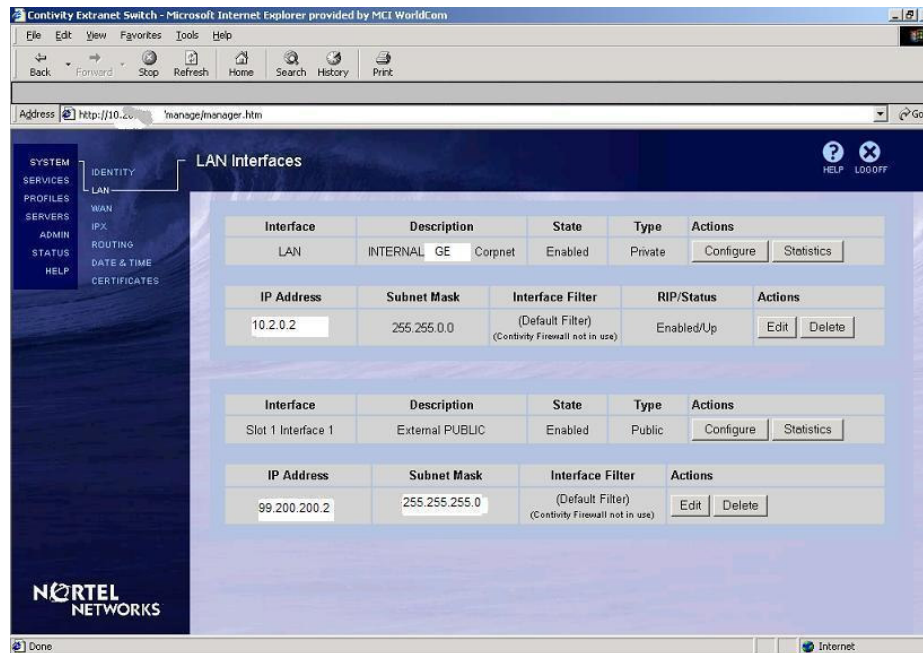 Contivity Extranet Switch - Microsoft Internet Explorer provided by MCI WorldCom
File Edit View Favorites Tools Help
Back Forward Stop Refresh Home Search History Print
Address http://10.20 'manage/manager.htm Go
SYSTEM
SERVICES
PROFILES
SERVERS
ADMIN
STATUS
HELP
IDENTITY
LAN
WAN
IPX
ROUTING
DATE & TIME
CERTIFICATES
LAN Interfaces
HELP LOGOFF
Interface Description State Type Actions
LAN INTERNAL GE Corpnet Enabled Private Configure Statistics
IP Address Subnet Mask Interface Filter RIP/Status Actions
10.2.0.2 255.255.0.0 (Default Filter) Enabled/Up Edit Delete
(Contivity Firewall not in use)
Interface Description State Type Actions
Slot 1 Interface 1 External PUBLIC Enabled Public Configure Statistics
IP Address Subnet Mask Interface Filter Actions
99.200.200.2 255.255.255.0 (Default Filter) Edit Delete
(Contivity Firewall not in use)
NORTEL
NETWORKS
Done Internet